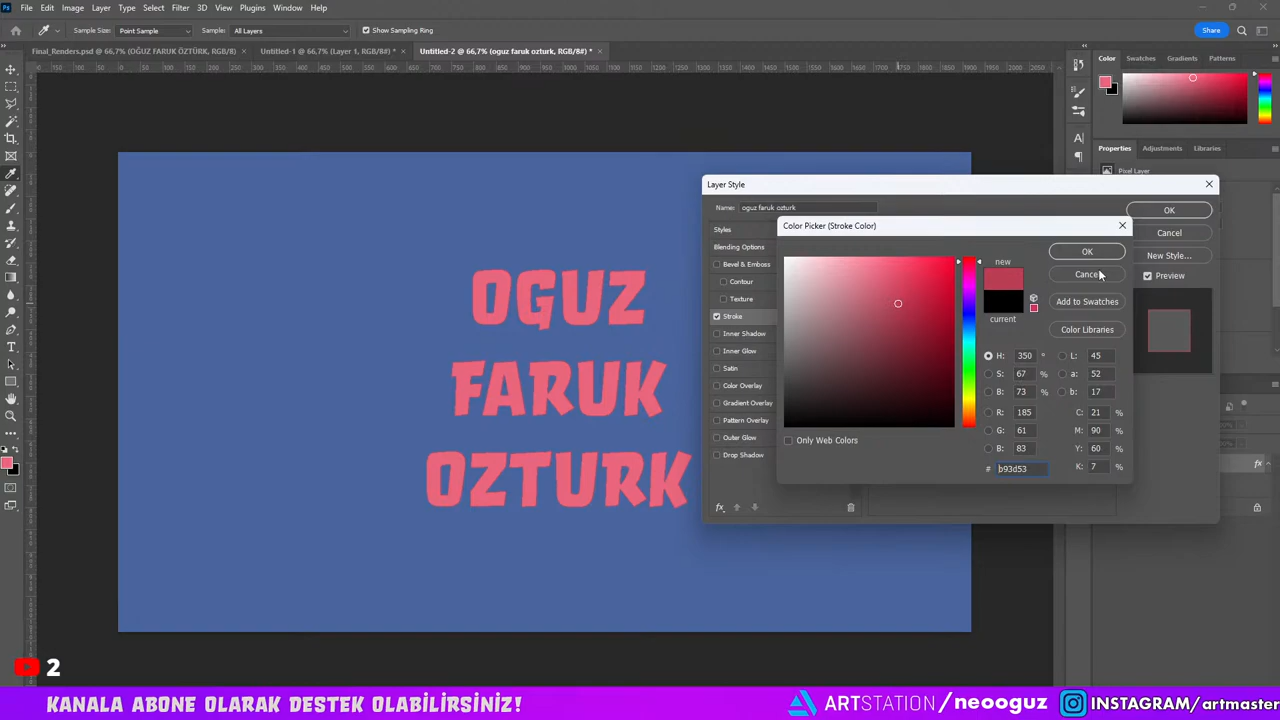 Ps File Edit Image Layer Type Select Filter 3D View Plugins Window Help
Sample Size: Point Sample Sample: All Layers Show Sampling Ring Share
Final_Renders.psd @ 66,7% (OĞUZ FARUK ÖZTÜRK, RGB/8) × Untitled-1 @ 66,7% (Layer 1, RGB/8#) * × Untitled-2 @ 66,7% (oguz faruk ozturk, RGB/8#) * ×
Color Swatches Gradients Patterns
Properties Adjustments Libraries
Pixel Layer
Layer Style
Name: oguz faruk ozturk
OK
Cancel
New Style...
Preview
Styles
Blending Options
Bevel & Emboss
Contour
Texture
Stroke
Inner Shadow
Inner Glow
Satin
Color Overlay
Gradient Overlay
Pattern Overlay
Outer Glow
Drop Shadow
fx
Color Picker (Stroke Color)
new
current
OK
Cancel
Add to Swatches
Color Libraries
H: 350 ° L: 45
S: 67 % a: 52
B: 73 % b: 17
R: 185 C: 21 %
G: 61 M: 90 %
B: 83 Y: 60 %
# b93d53 K: 7 %
Only Web Colors
fx
OGUZ
FARUK
OZTURK
2
KANALA ABONE OLARAK DESTEK OLABİLİRSİNİZ!
ARTSTATION/neooguz
INSTAGRAM/artmaster